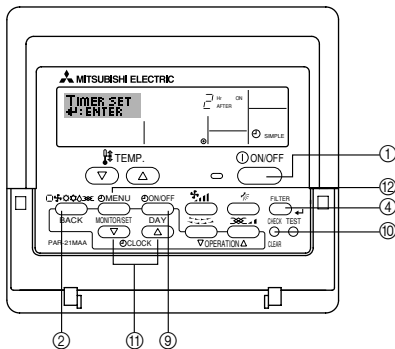 MITSUBISHI ELECTRIC
TIMER SET
↵:ENTER
2 Hr ON
AFTER
SIMPLE
TEMP.
ON/OFF
①
MENU
ON/OFF
FILTER
⑫
④
BACK
MONITOR/SET
DAY
CHECK TEST
PAR-21MAA
CLOCK
OPERATION
CLEAR
⑩
②
⑪
⑨